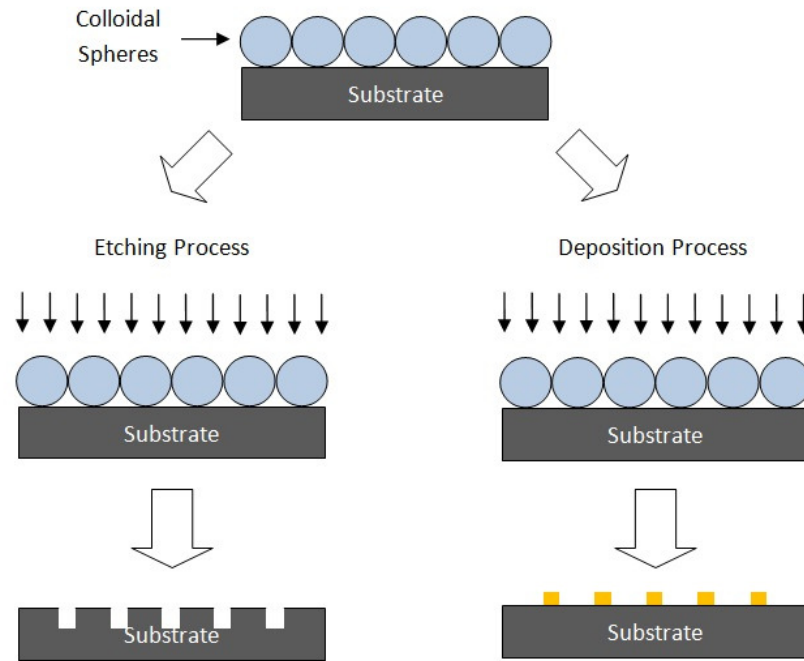 Colloidal
Spheres
Substrate
Etching Process
Deposition Process
Substrate
Substrate
Substrate
Substrate